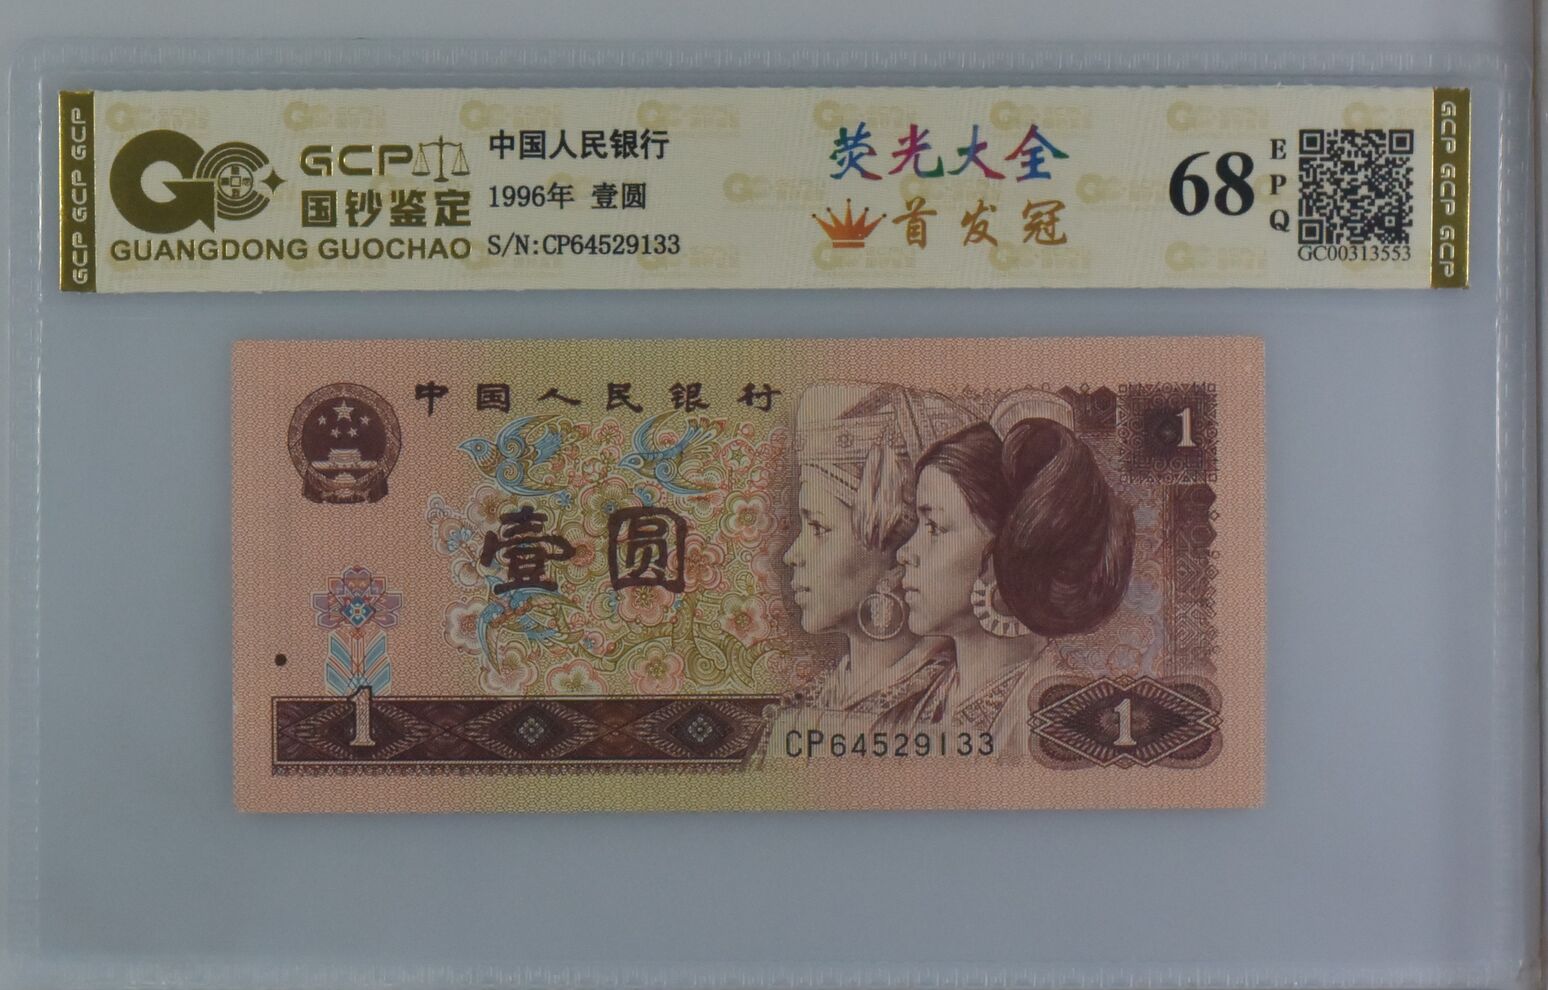 GCP GCP GCP
GCP
国钞鉴定
GUANGDONG GUOCHAO
中国人民银行
1996年 壹圆
S/N:CP64529133
荧光大全
首发冠
68
EPQ
GC00313553
GCP GCP GCP
中国人民银行
1
壹圆
1
CP64529133
1